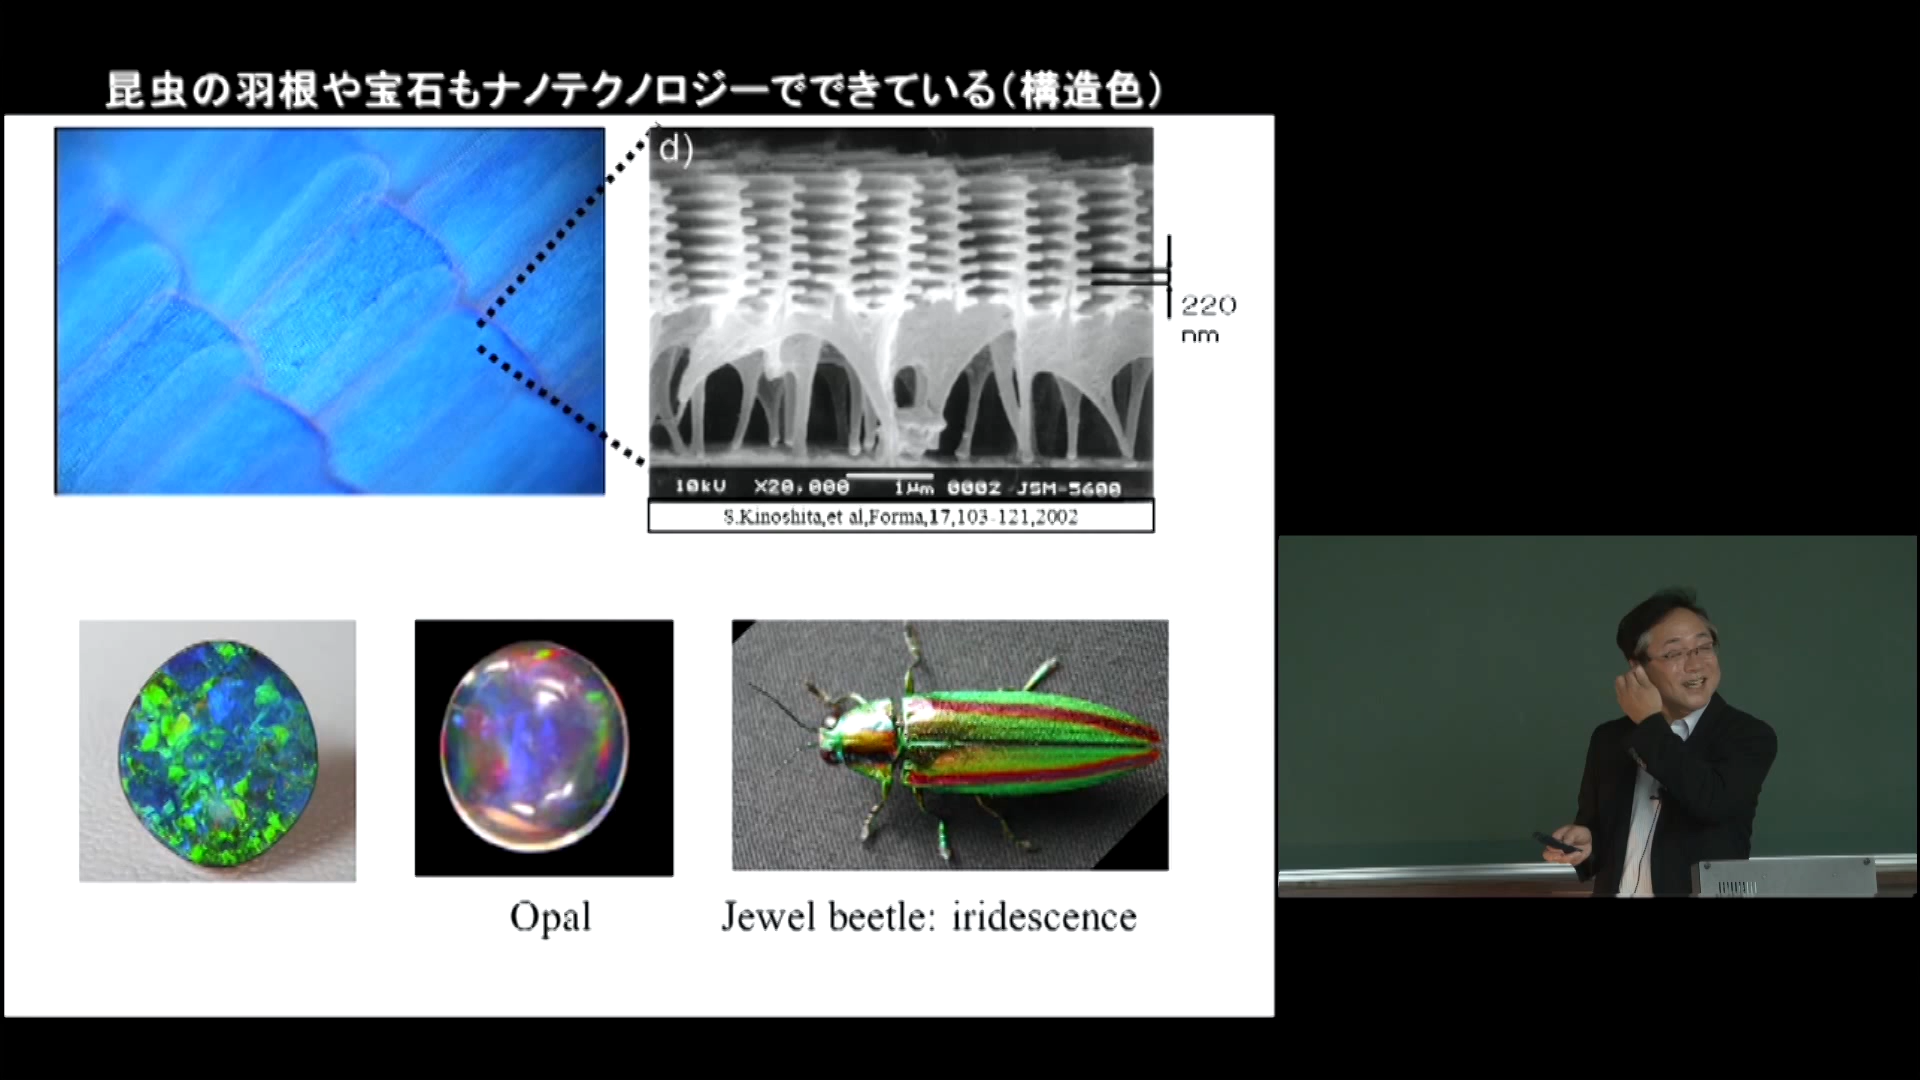 昆虫の羽根や宝石もナノテクノロジーでできている(構造色)
d)
220
nm
10kU X20,000 1μm 0002 JSM-5600
S.Kinoshita,et al,Forma,17,103-121,2002
Opal
Jewel beetle: iridescence